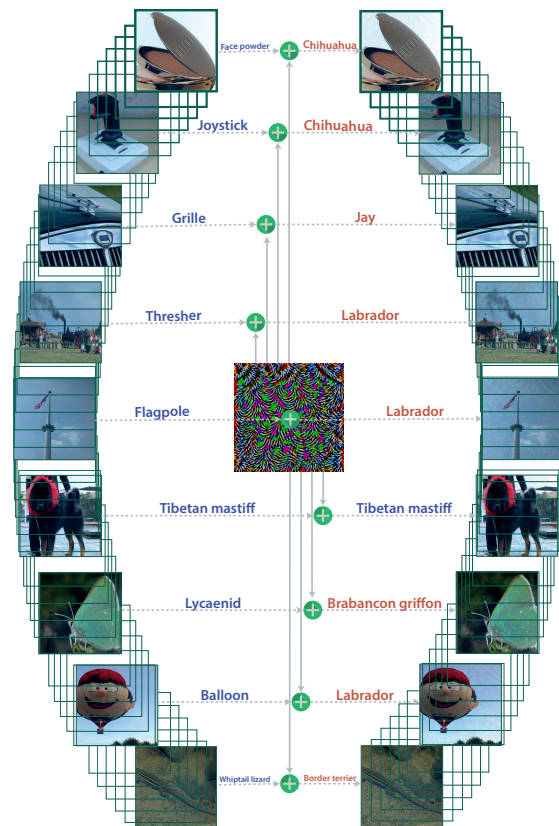 Face powder Chihuahua
Joystick Chihuahua
Grille Jay
Thresher Labrador
Flagpole Labrador
Tibetan mastiff Tibetan mastiff
Lycaenid Brabancon griffon
Balloon Labrador
Whiptail lizard Border terrier